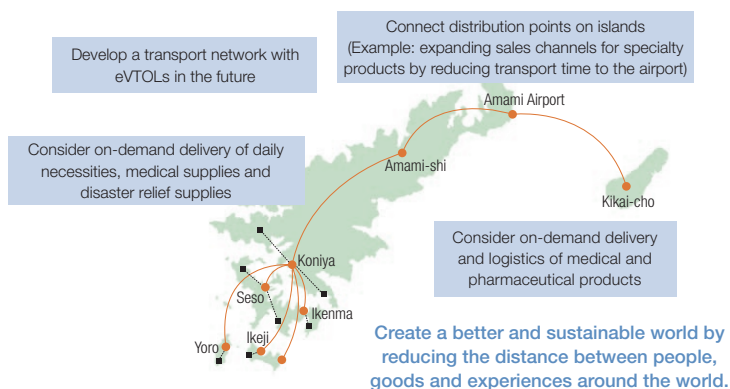 Connect distribution points on islands
(Example: expanding sales channels for specialty
products by reducing transport time to the airport)
Develop a transport network with
eVTOLs in the future
Amami Airport
Consider on-demand delivery of daily
necessities, medical supplies and
disaster relief supplies
Amami-shi
Kikai-cho
Consider on-demand delivery
and logistics of medical and
pharmaceutical products
Koniya
Seso
Ikenma
Ikeji
Yoro
Create a better and sustainable world by
reducing the distance between people,
goods and experiences around the world.